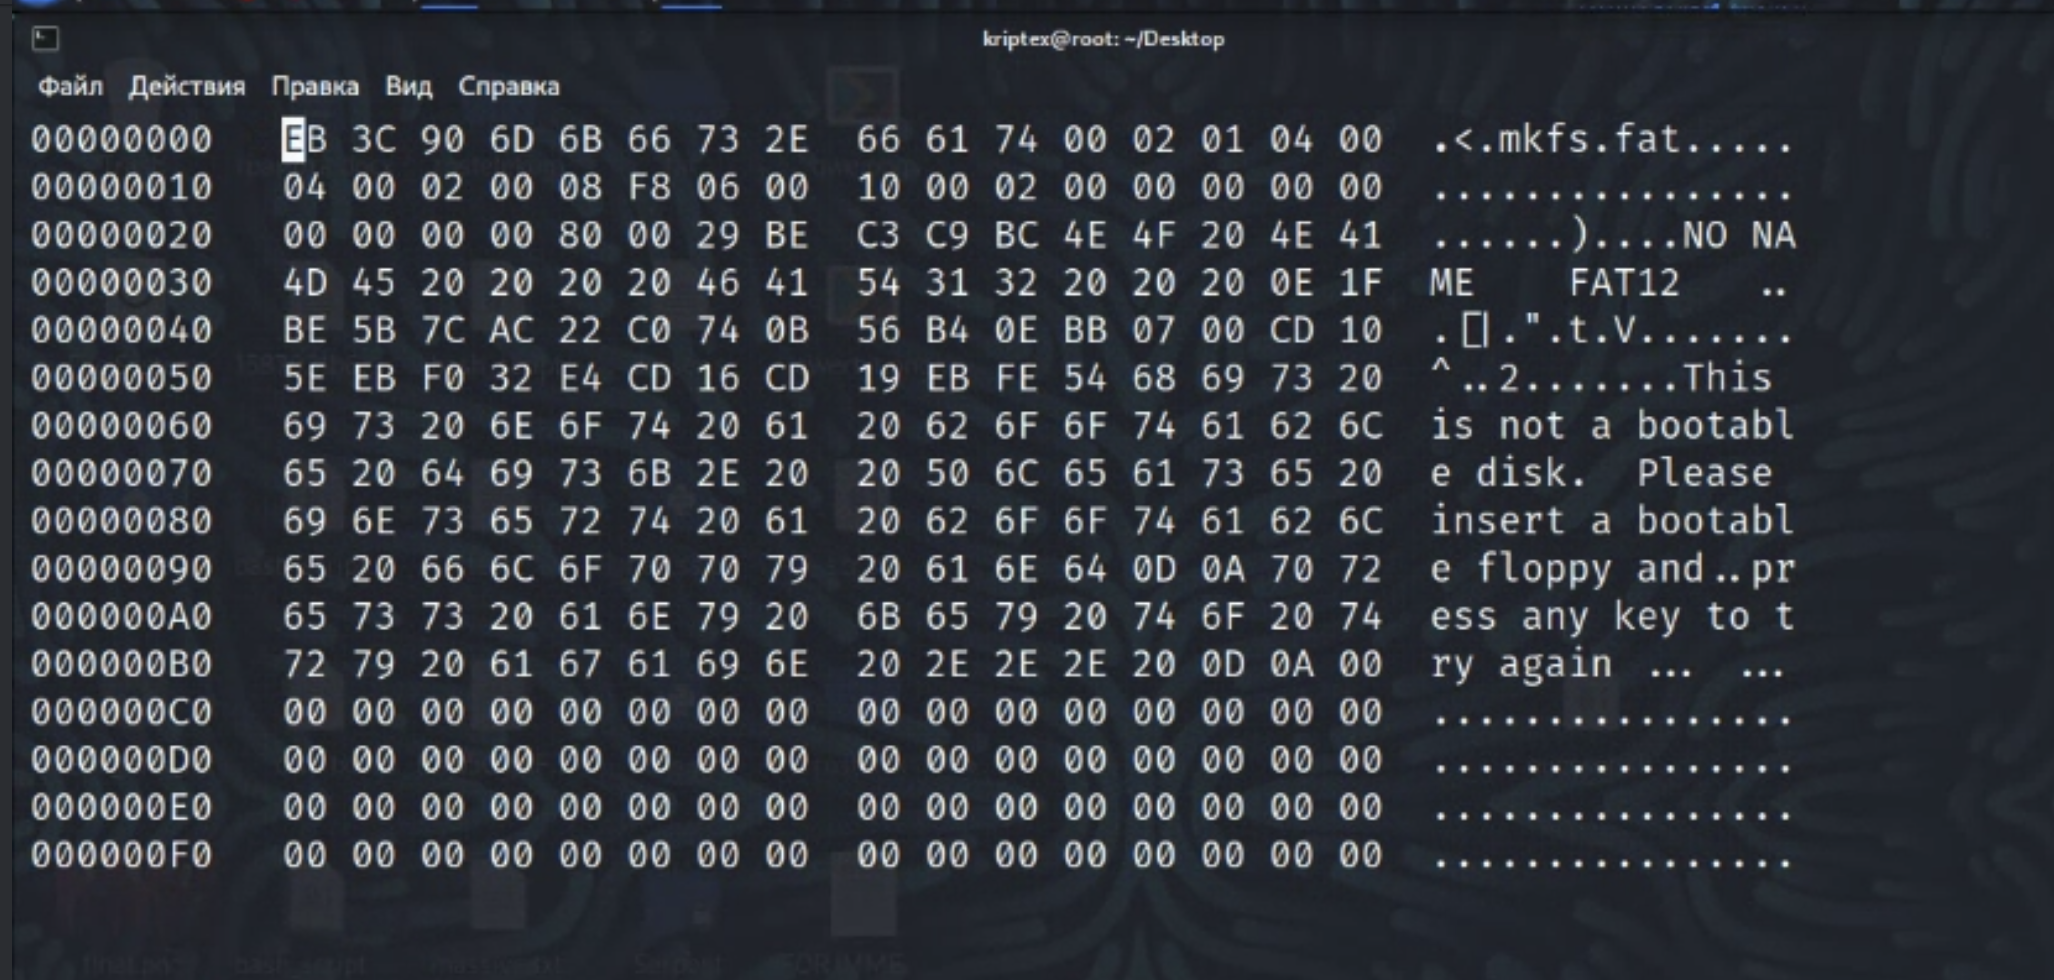 kriptex@root: ~/Desktop
Файл Действия Правка Вид Справка
00000000 EB 3C 90 6D 6B 66 73 2E 66 61 74 00 02 01 04 00 .<.mkfs.fat.....
00000010 04 00 02 00 08 F8 06 00 10 00 02 00 00 00 00 00 ................
00000020 00 00 00 00 80 00 29 BE C3 C9 BC 4E 4F 20 4E 41 ......)....NO NA
00000030 4D 45 20 20 20 20 46 41 54 31 32 20 20 20 0E 1F ME    FAT12   ..
00000040 BE 5B 7C AC 22 C0 74 0B 56 B4 0E BB 07 00 CD 10 .[|.".t.V.......
00000050 5E EB F0 32 E4 CD 16 CD 19 EB FE 54 68 69 73 20 ^..2.......This
00000060 69 73 20 6E 6F 74 20 61 20 62 6F 6F 74 61 62 6C is not a bootabl
00000070 65 20 64 69 73 6B 2E 20 20 50 6C 65 61 73 65 20 e disk.  Please
00000080 69 6E 73 65 72 74 20 61 20 62 6F 6F 74 61 62 6C insert a bootabl
00000090 65 20 66 6C 6F 70 70 79 20 61 6E 64 0D 0A 70 72 e floppy and..pr
000000A0 65 73 73 20 61 6E 79 20 6B 65 79 20 74 6F 20 74 ess any key to t
000000B0 72 79 20 61 67 61 69 6E 20 2E 2E 2E 20 0D 0A 00 ry again ... ...
000000C0 00 00 00 00 00 00 00 00 00 00 00 00 00 00 00 00 ................
000000D0 00 00 00 00 00 00 00 00 00 00 00 00 00 00 00 00 ................
000000E0 00 00 00 00 00 00 00 00 00 00 00 00 00 00 00 00 ................
000000F0 00 00 00 00 00 00 00 00 00 00 00 00 00 00 00 00 ................